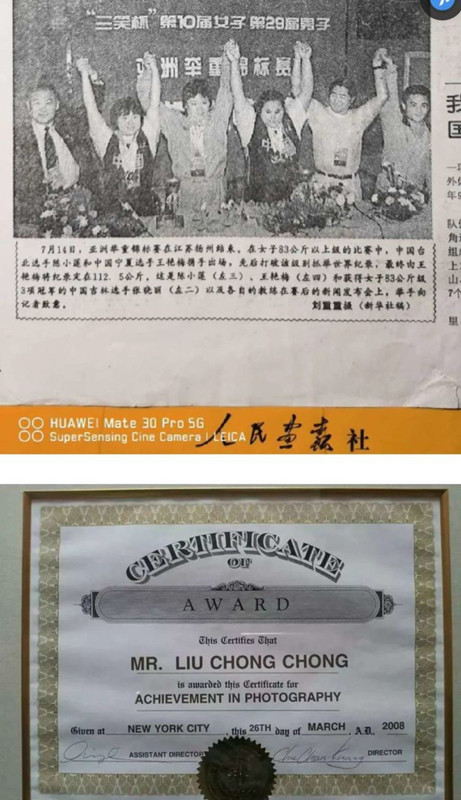 “三笑杯”第10届女子第29届男子
亚洲举重锦标赛
7月14日，亚洲举重锦标赛在江苏扬州结束。在女子83公斤以上级的比赛中，中国台
北选手陈小莲和中国宁夏选手王艳梅携手出场，先后打破该级别抓举世界纪录，最终由王
艳梅将纪录定在112．5公斤。这是陈小莲（左三）、王艳梅（左四）和获得女子83公斤级
3项冠军的中国吉林选手张晓丽（左二）以及各自的教练在赛后的新闻发布会上，举手向
记者致意。 刘重重摄（新华社稿）
HUAWEI Mate 30 Pro 5G
SuperSensing Cine Camera | LEICA
人民画报社
CERTIFICATE
OF
AWARD
This Certifies That
MR. LIU CHONG CHONG
is awarded this Certificate for
ACHIEVEMENT IN PHOTOGRAPHY
Given at NEW YORK CITY, this 26TH day of MARCH, A.D., 2008
ASSISTANT DIRECTOR DIRECTOR